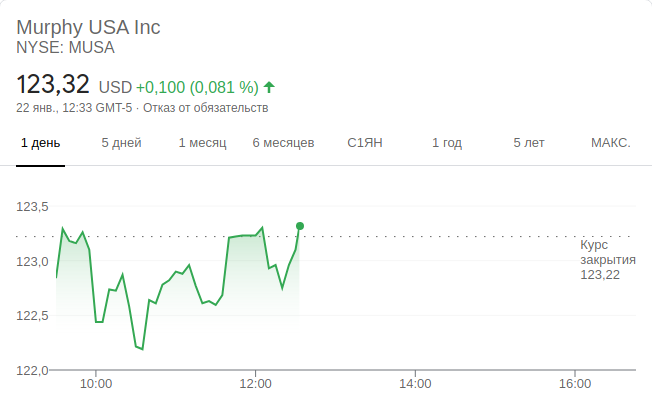 Murphy USA Inc
NYSE: MUSA
123,32 USD +0,100 (0,081 %)
22 янв., 12:33 GMT-5 · Отказ от обязательств
1 день 5 дней 1 месяц 6 месяцев С1ЯН 1 год 5 лет МАКС.
123,5
Курс
закрытия
123,22
123,0
122,5
122,0
10:00 12:00 14:00 16:00